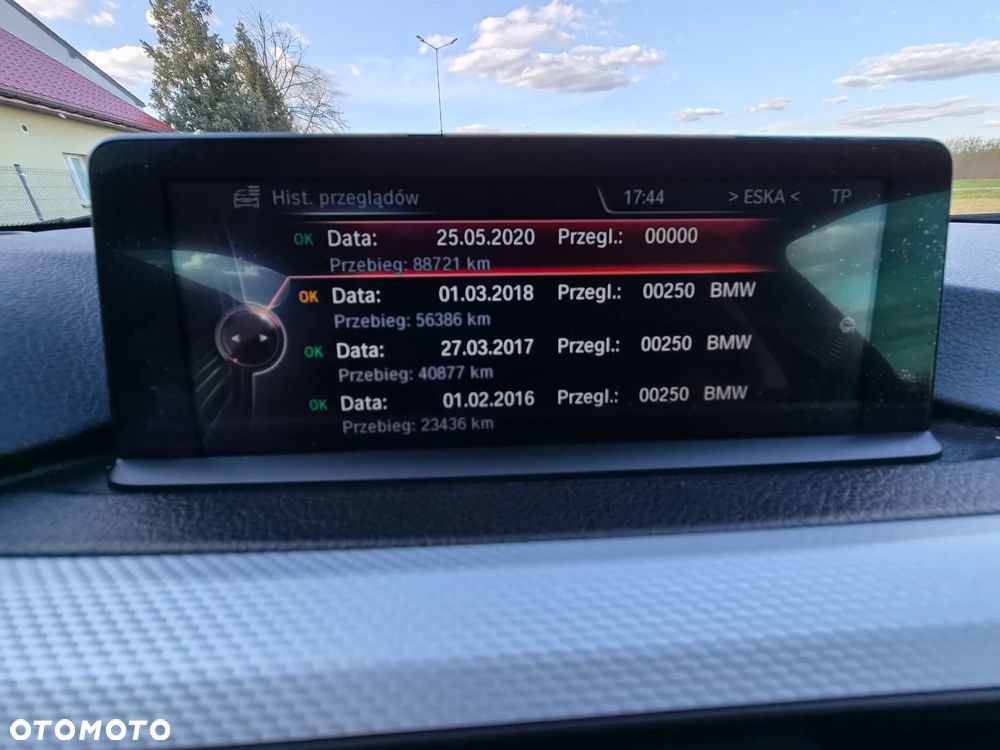 Hist. przeglądów 17:44 > ESKA < TP
OK Data: 25.05.2020 Przegl.: 00000
Przebieg: 88721 km
OK Data: 01.03.2018 Przegl.: 00250 BMW
Przebieg: 56386 km
OK Data: 27.03.2017 Przegl.: 00250 BMW
Przebieg: 40877 km
OK Data: 01.02.2016 Przegl.: 00250 BMW
Przebieg: 23436 km
OTOMOTO